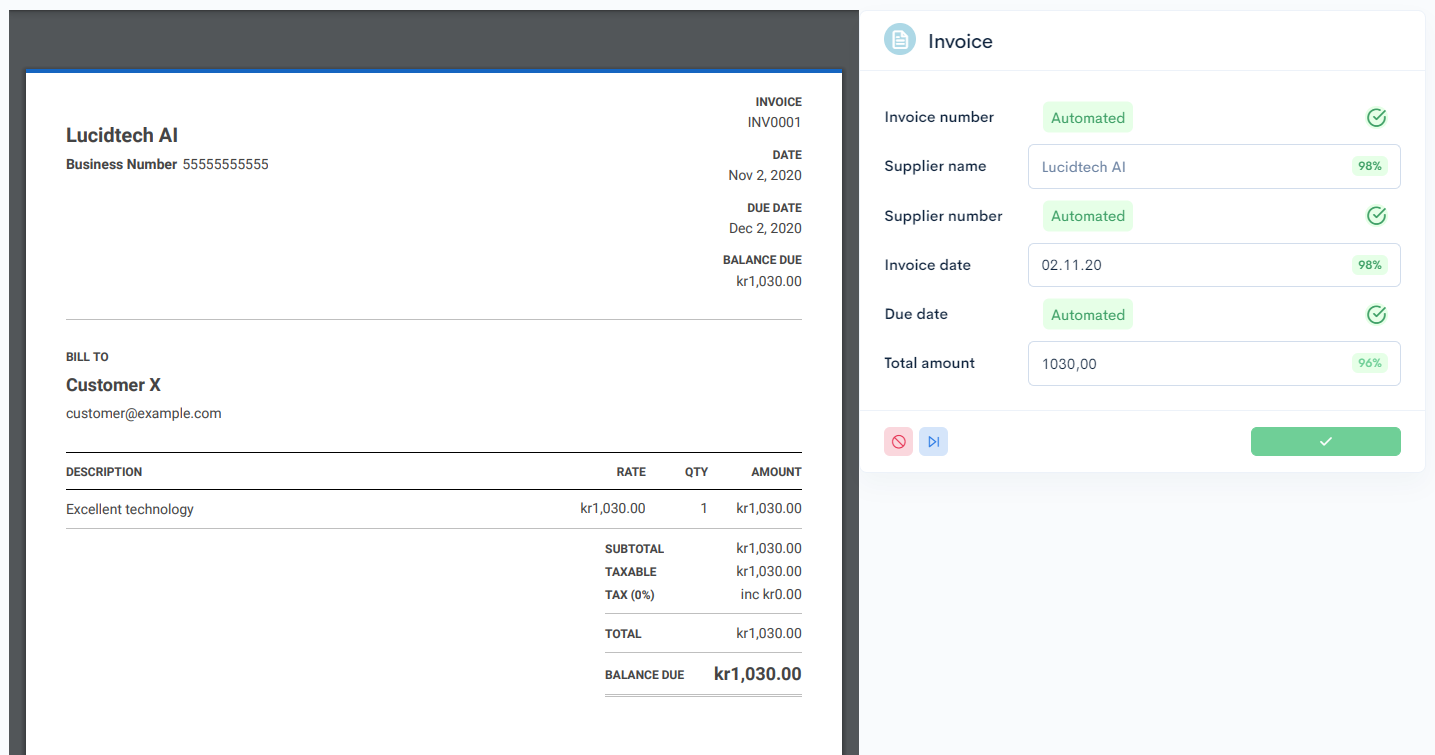 INVOICE
INV0001
Lucidtech AI
Business Number 55555555555
DATE
Nov 2, 2020
DUE DATE
Dec 2, 2020
BALANCE DUE
kr1,030.00
BILL TO
Customer X
customer@example.com
DESCRIPTION RATE QTY AMOUNT
Excellent technology kr1,030.00 1 kr1,030.00
SUBTOTAL kr1,030.00
TAXABLE kr1,030.00
TAX (0%) inc kr0.00
TOTAL kr1,030.00
BALANCE DUE kr1,030.00
Invoice
Invoice number Automated
Supplier name Lucidtech AI 98%
Supplier number Automated
Invoice date 02.11.20 98%
Due date Automated
Total amount 1030,00 96%